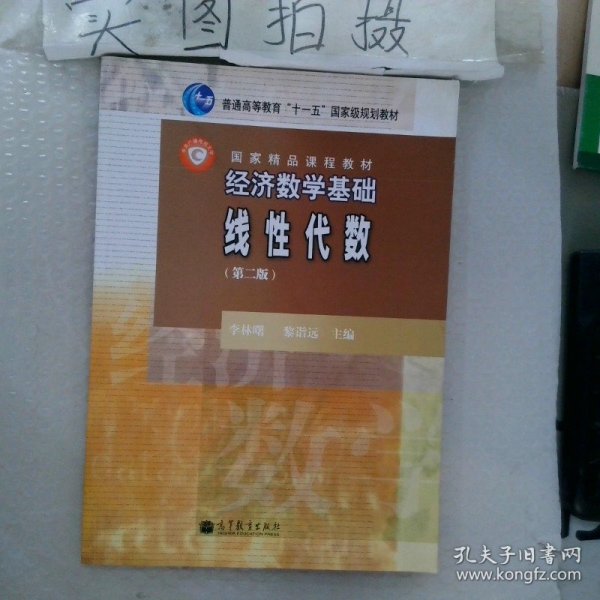 实图拍摄
普通高等教育“十一五”国家级规划教材
国家精品课程教材
经济数学基础
线性代数
(第二版)
李林曙 黎诣远 主编
经济
数
高等教育出版社
HIGHER EDUCATION PRESS
孔夫子旧书网
www.kongfz.com